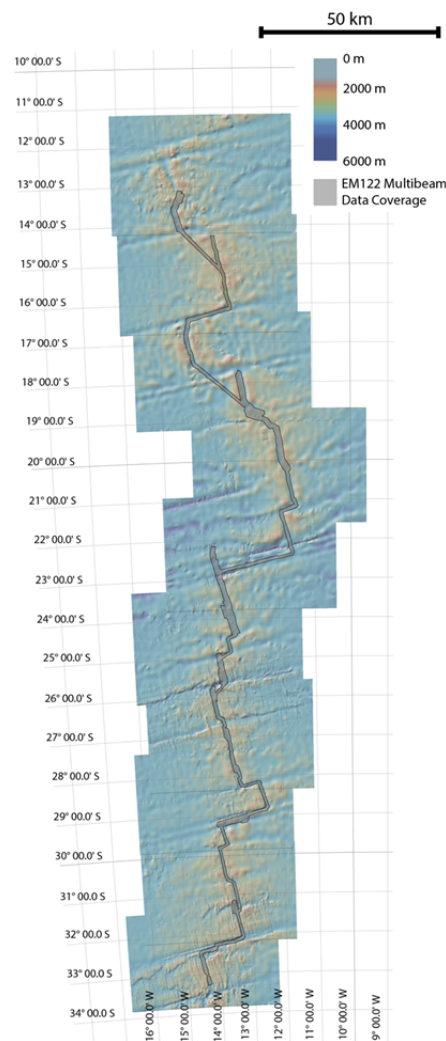 50 km
0 m
2000 m
4000 m
6000 m
EM122 Multibeam
Data Coverage
10° 00.0' S
11° 00.0' S
12° 00.0' S
13° 00.0' S
14° 00.0' S
15° 00.0' S
16° 00.0' S
17° 00.0' S
18° 00.0' S
19° 00.0' S
20° 00.0' S
21° 00.0' S
22° 00.0' S
23° 00.0' S
24° 00.0' S
25° 00.0' S
26° 00.0' S
27° 00.0' S
28° 00.0' S
29° 00.0' S
30° 00.0' S
31° 00.0' S
32° 00.0 S
33° 00.0' S
34° 00.0' S
16° 00.0' W
15° 00.0' W
14° 00.0' W
13° 00.0' W
12° 00.0' W
11° 00.0' W
10° 00.0' W
9° 00.0' W